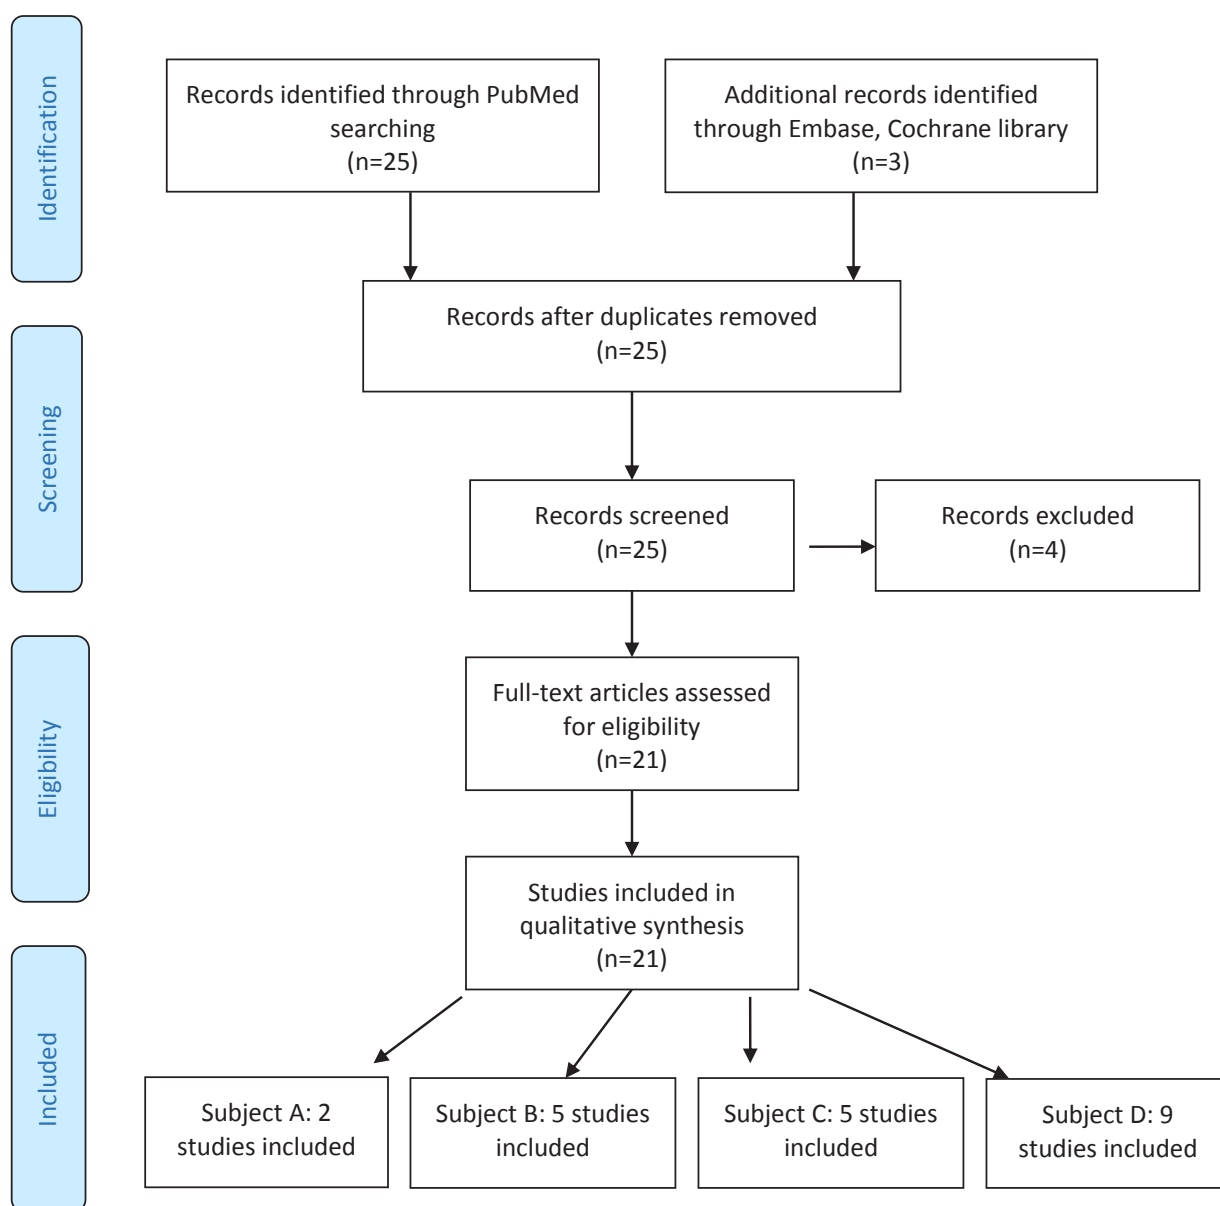 Identification
Records identified through PubMed
searching
(n=25)
Additional records identified
through Embase, Cochrane library
(n=3)
Records after duplicates removed
(n=25)
Screening
Records screened
(n=25)
Records excluded
(n=4)
Eligibility
Full-text articles assessed
for eligibility
(n=21)
Studies included in
qualitative synthesis
(n=21)
Included
Subject A: 2
studies included
Subject B: 5 studies
included
Subject C: 5 studies
included
Subject D: 9
studies included